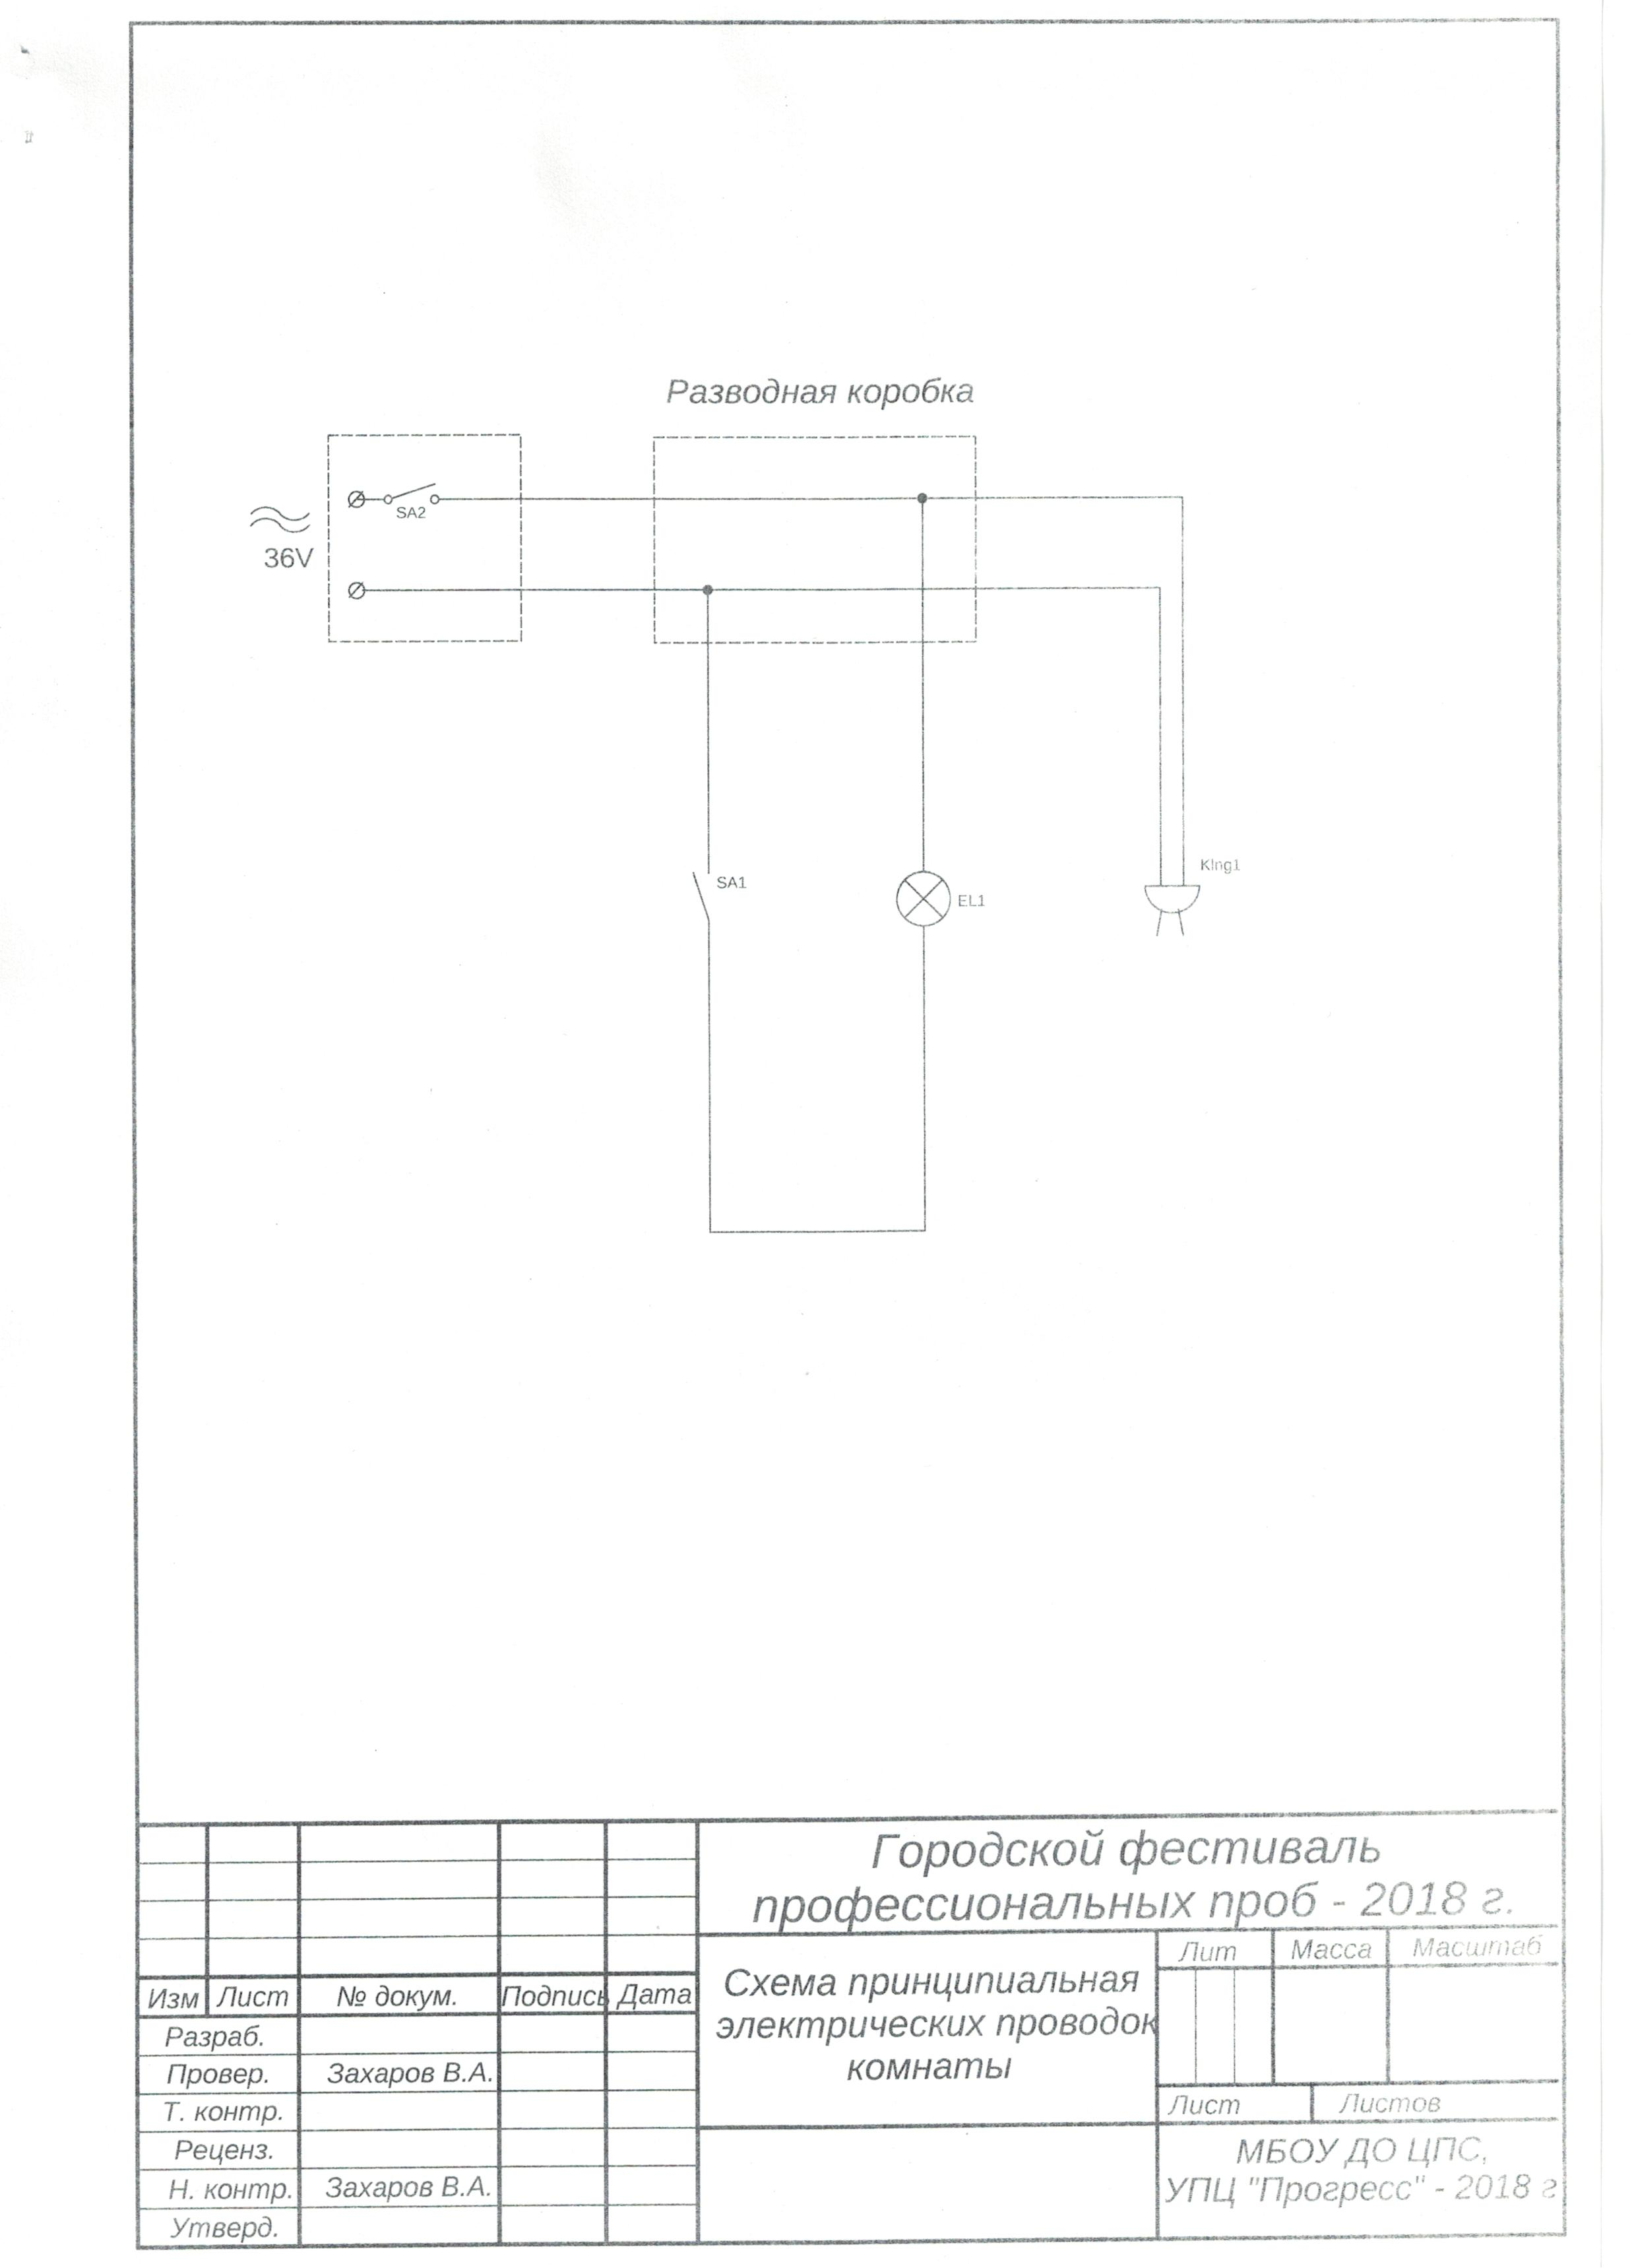 Разводная коробка
SA2
36V
SA1
EL1
Klng1
Городской фестиваль
профессиональных проб - 2018 г.
Схема принципиальная
электрических проводок
комнаты
Лит Масса Масштаб
Изм Лист № докум. Подпись Дата
Разраб.
Провер. Захаров В.А.
Т. контр.
Реценз.
Н. контр. Захаров В.А.
Утверд.
Лист Листов
МБОУ ДО ЦПС,
УПЦ "Прогресс" - 2018 г